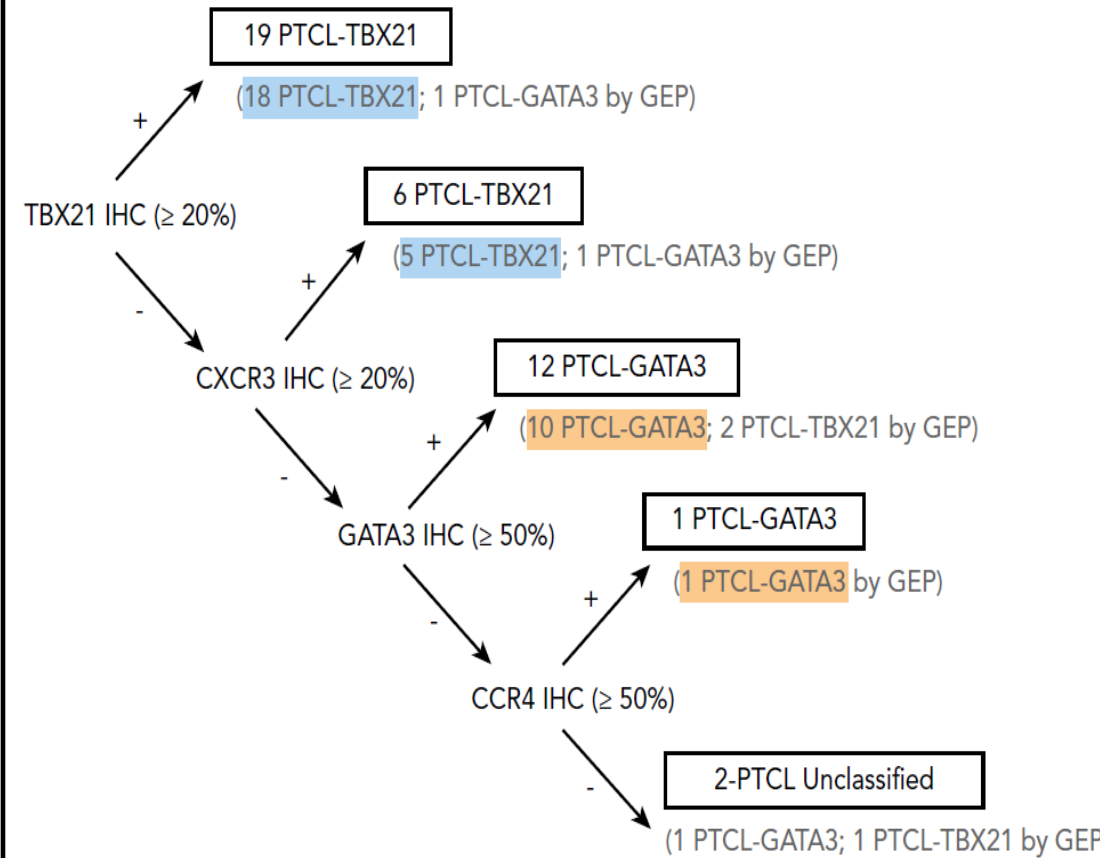 19 PTCL-TBX21
(18 PTCL-TBX21; 1 PTCL-GATA3 by GEP)
+
6 PTCL-TBX21
TBX21 IHC (≥ 20%)
(5 PTCL-TBX21; 1 PTCL-GATA3 by GEP)
+
-
12 PTCL-GATA3
CXCR3 IHC (≥ 20%)
(10 PTCL-GATA3; 2 PTCL-TBX21 by GEP)
+
-
1 PTCL-GATA3
GATA3 IHC (≥ 50%)
(1 PTCL-GATA3 by GEP)
+
-
CCR4 IHC (≥ 50%)
2-PTCL Unclassified
-
(1 PTCL-GATA3; 1 PTCL-TBX21 by GEP